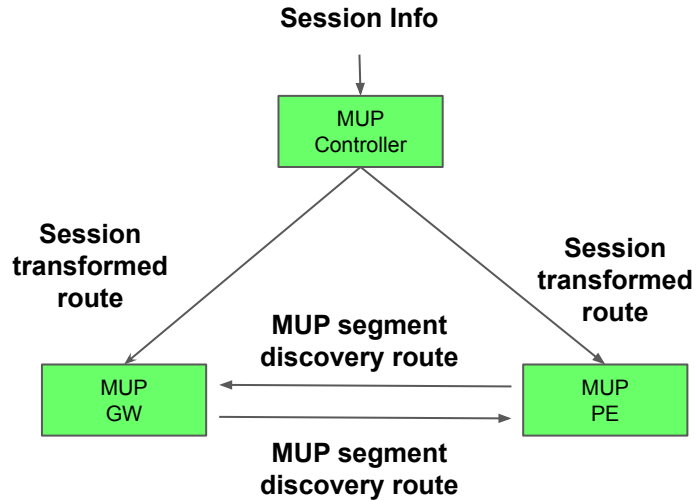 Session Info
MUP
Controller
Session
transformed
route
Session
transformed
route
MUP segment
discovery route
MUP
GW
MUP
PE
MUP segment
discovery route